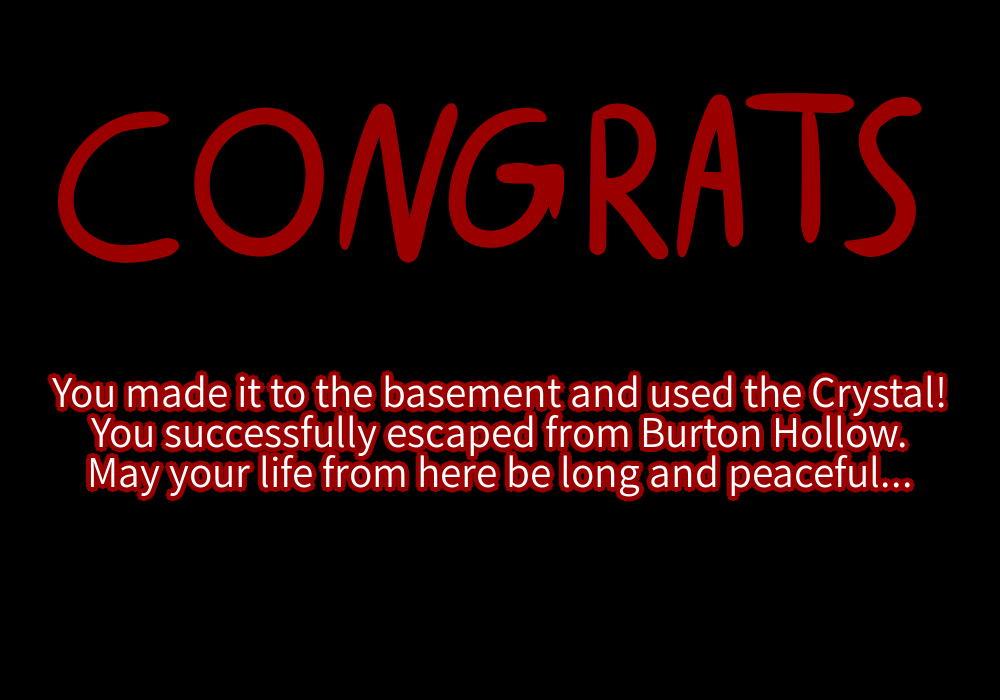 CONGRATS
You made it to the basement and used the Crystal!
You successfully escaped from Burton Hollow.
May your life from here be long and peaceful...